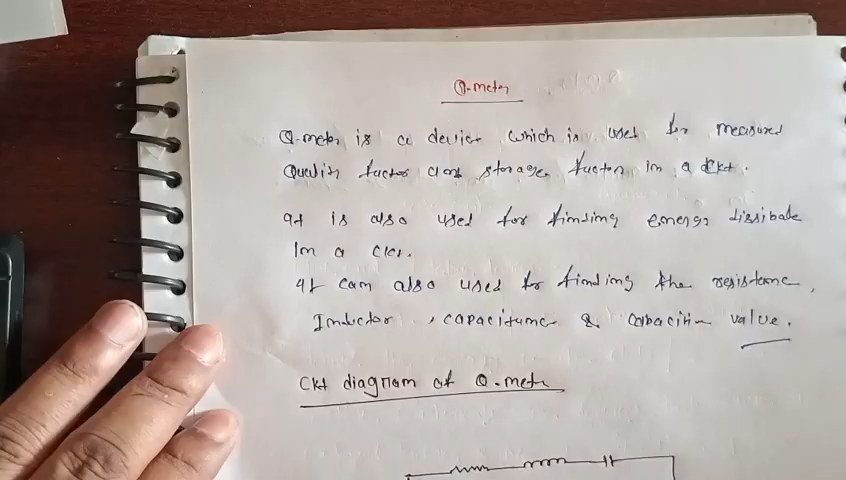 Q-meter
Q-meter is a device which is used for measured
Quality factor and storage factor in a ckt.
It is also used for finding energy dissibate
In a ckt.
It can also used for finding the resistance,
Inductor, capacitance & capacitive value.
Ckt diagram of Q-meter